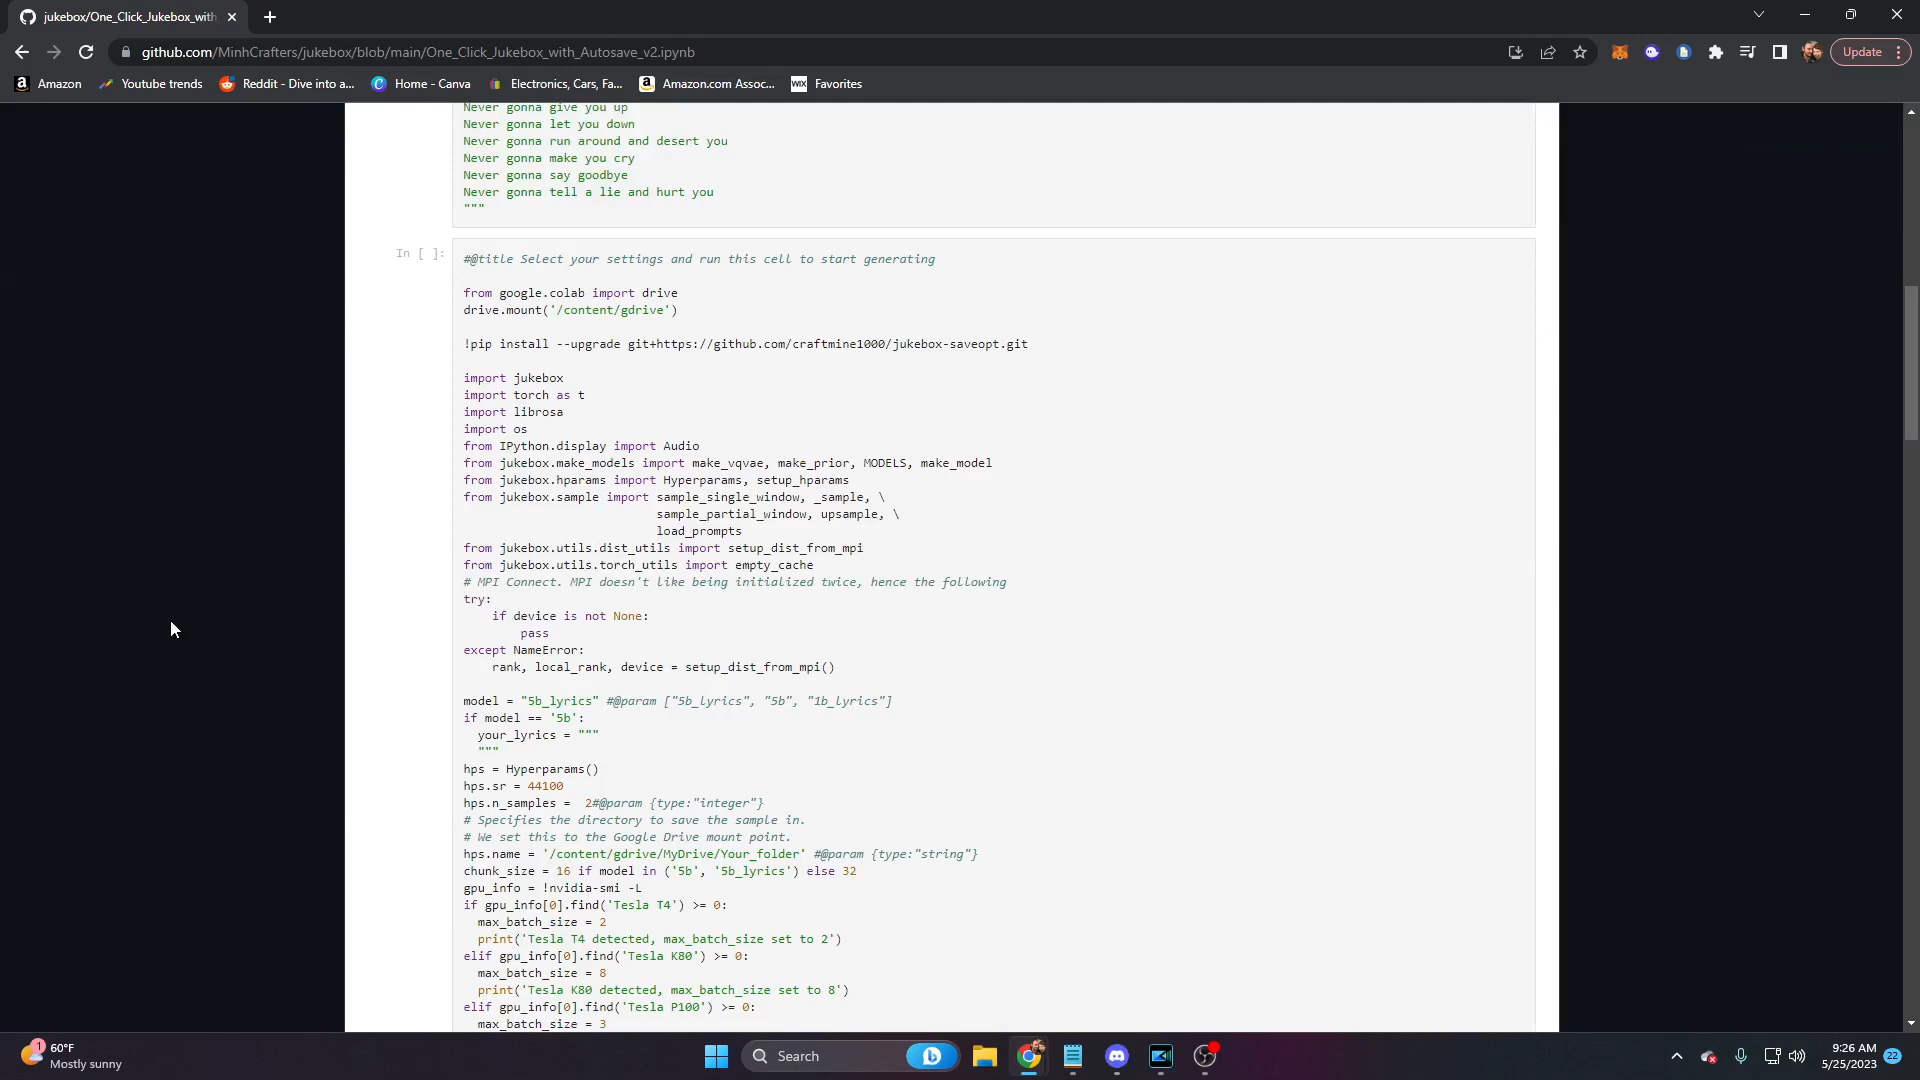 jukebox/One_Click_Jukebox_with
github.com/MinhCrafters/jukebox/blob/main/One_Click_Jukebox_with_Autosave_v2.ipynb
Update
Amazon
Youtube trends
Reddit - Dive into a...
Home - Canva
Electronics, Cars, Fa...
Amazon.com Assoc...
WIX
Favorites
Never gonna give you up
Never gonna let you down
Never gonna run around and desert you
Never gonna make you cry
Never gonna say goodbye
Never gonna tell a lie and hurt you
"""
In [ ]:
#@title Select your settings and run this cell to start generating
from google.colab import drive
drive.mount('/content/gdrive')
!pip install --upgrade git+https://github.com/craftmine1000/jukebox-saveopt.git
import jukebox
import torch as t
import librosa
import os
from IPython.display import Audio
from jukebox.make_models import make_vqvae, make_prior, MODELS, make_model
from jukebox.hparams import Hyperparams, setup_hparams
from jukebox.sample import sample_single_window, _sample, \
sample_partial_window, upsample, \
load_prompts
from jukebox.utils.dist_utils import setup_dist_from_mpi
from jukebox.utils.torch_utils import empty_cache
# MPI Connect. MPI doesn't like being initialized twice, hence the following
try:
if device is not None:
pass
except NameError:
rank, local_rank, device = setup_dist_from_mpi()
model = "5b_lyrics" #@param ["5b_lyrics", "5b", "1b_lyrics"]
if model == '5b':
your_lyrics = """
"""
hps = Hyperparams()
hps.sr = 44100
hps.n_samples =  2#@param {type:"integer"}
# Specifies the directory to save the sample in.
# We set this to the Google Drive mount point.
hps.name = '/content/gdrive/MyDrive/Your_folder' #@param {type:"string"}
chunk_size = 16 if model in ('5b', '5b_lyrics') else 32
gpu_info = !nvidia-smi -L
if gpu_info[0].find('Tesla T4') >= 0:
max_batch_size = 2
print('Tesla T4 detected, max_batch_size set to 2')
elif gpu_info[0].find('Tesla K80') >= 0:
max_batch_size = 8
print('Tesla K80 detected, max_batch_size set to 8')
elif gpu_info[0].find('Tesla P100') >= 0:
max_batch_size = 3
1
60°F
Mostly sunny
Search
9:26 AM
5/25/2023
22